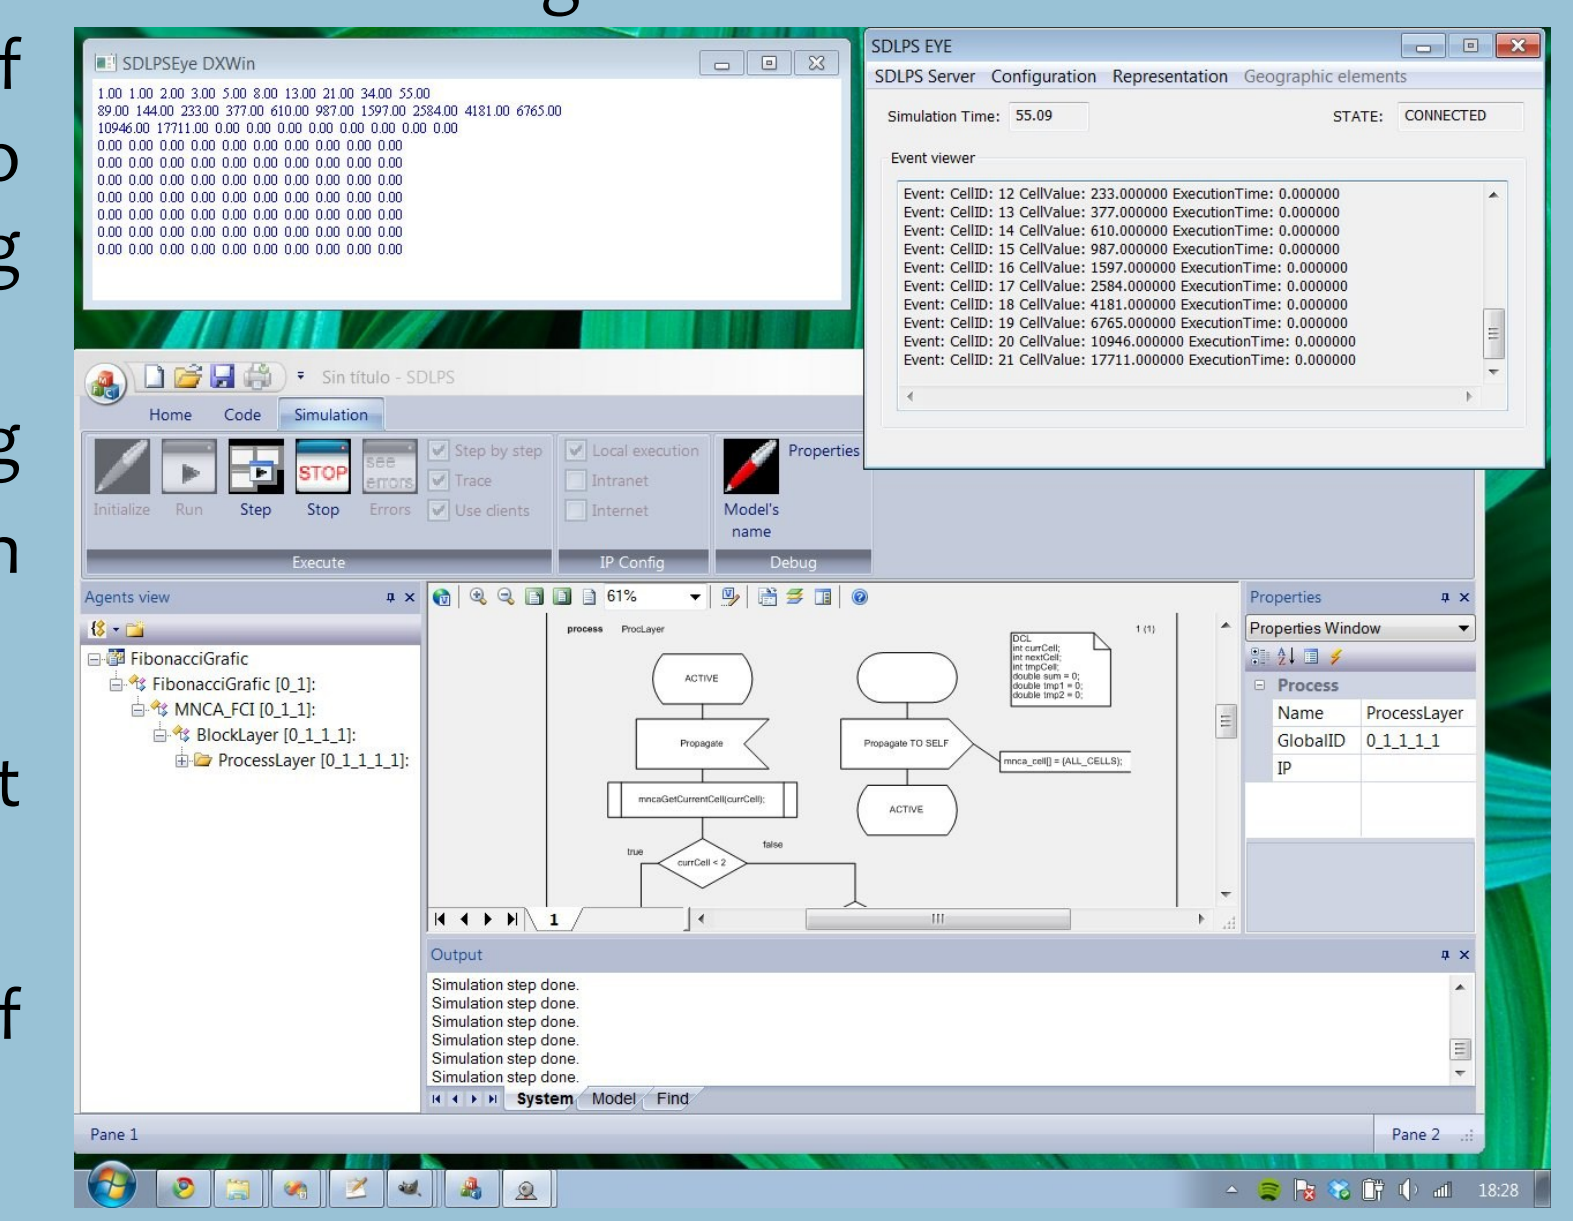 g
f
o
g
g
n
t
f
SDLPSEye DXWin
1.00 1.00 2.00 3.00 5.00 8.00 13.00 21.00 34.00 55.00
89.00 144.00 233.00 377.00 610.00 987.00 1597.00 2584.00 4181.00 6765.00
10946.00 17711.00 0.00 0.00 0.00 0.00 0.00 0.00 0.00 0.00
0.00 0.00 0.00 0.00 0.00 0.00 0.00 0.00 0.00 0.00
0.00 0.00 0.00 0.00 0.00 0.00 0.00 0.00 0.00 0.00
0.00 0.00 0.00 0.00 0.00 0.00 0.00 0.00 0.00 0.00
0.00 0.00 0.00 0.00 0.00 0.00 0.00 0.00 0.00 0.00
0.00 0.00 0.00 0.00 0.00 0.00 0.00 0.00 0.00 0.00
0.00 0.00 0.00 0.00 0.00 0.00 0.00 0.00 0.00 0.00
0.00 0.00 0.00 0.00 0.00 0.00 0.00 0.00 0.00 0.00
SDLPS EYE
SDLPS Server Configuration Representation Geographic elements
Simulation Time: 55.09 STATE: CONNECTED
Event viewer
Event: CellID: 12 CellValue: 233.000000 ExecutionTime: 0.000000
Event: CellID: 13 CellValue: 377.000000 ExecutionTime: 0.000000
Event: CellID: 14 CellValue: 610.000000 ExecutionTime: 0.000000
Event: CellID: 15 CellValue: 987.000000 ExecutionTime: 0.000000
Event: CellID: 16 CellValue: 1597.000000 ExecutionTime: 0.000000
Event: CellID: 17 CellValue: 2584.000000 ExecutionTime: 0.000000
Event: CellID: 18 CellValue: 4181.000000 ExecutionTime: 0.000000
Event: CellID: 19 CellValue: 6765.000000 ExecutionTime: 0.000000
Event: CellID: 20 CellValue: 10946.000000 ExecutionTime: 0.000000
Event: CellID: 21 CellValue: 17711.000000 ExecutionTime: 0.000000
Sin título - SDLPS
Home Code Simulation
Initialize
Run
Step
STOP
Stop
see
errors
Errors
Step by step
Trace
Use clients
Execute
Local execution
Intranet
Internet
IP Config
Model's
name
Properties
Debug
Agents view
FibonacciGrafic
FibonacciGrafic [0_1]:
MNCA_FCI [0_1_1]:
BlockLayer [0_1_1_1]:
ProcessLayer [0_1_1_1_1]:
61%
process ProcLayer
1 (1)
ACTIVE
Propagate
mncaGetCurrentCell(currCell);
true
currCell < 2
false
Propagate TO SELF
mnca_cell[] = {ALL_CELLS};
ACTIVE
DCL
int currCell;
int nextCell;
int tmpCell;
double sum = 0;
double tmp1 = 0;
double tmp2 = 0;
1
Properties
Properties Window
Process
Name ProcessLayer
GlobalID 0_1_1_1_1
IP
Output
Simulation step done.
Simulation step done.
Simulation step done.
Simulation step done.
Simulation step done.
Simulation step done.
System Model Find
Pane 1
Pane 2
18:28